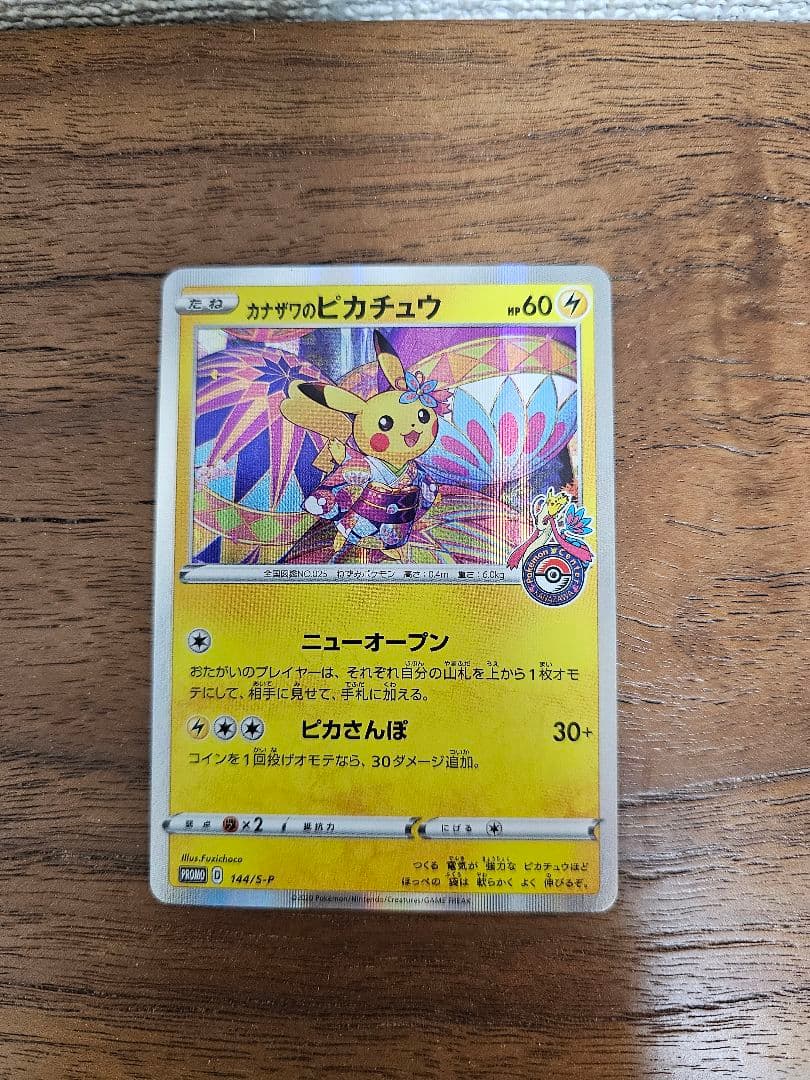 たね カナザワのピカチュウ HP60
Pokémon Center
KANAZAWA
全国図鑑NO.025 ねずみポケモン 高さ:0.4m 重さ:6.0kg
ニューオープン
おたがいのプレイヤーは、それぞれ自分の山札を上から1枚オモ
テにして、相手に見せて、手札に加える。
ピカさんぽ 30+
コインを1回投げオモテなら、30ダメージ追加。
弱点 ×2 抵抗力 にげる
Illus.Fuzichoco
PROMO D 144/S-P
つくる 電気が 強力な ピカチュウほど
ほっぺの 袋は 軟らかく よく 伸びるぞ。
©2020 Pokémon/Nintendo/Creatures/GAME FREAK